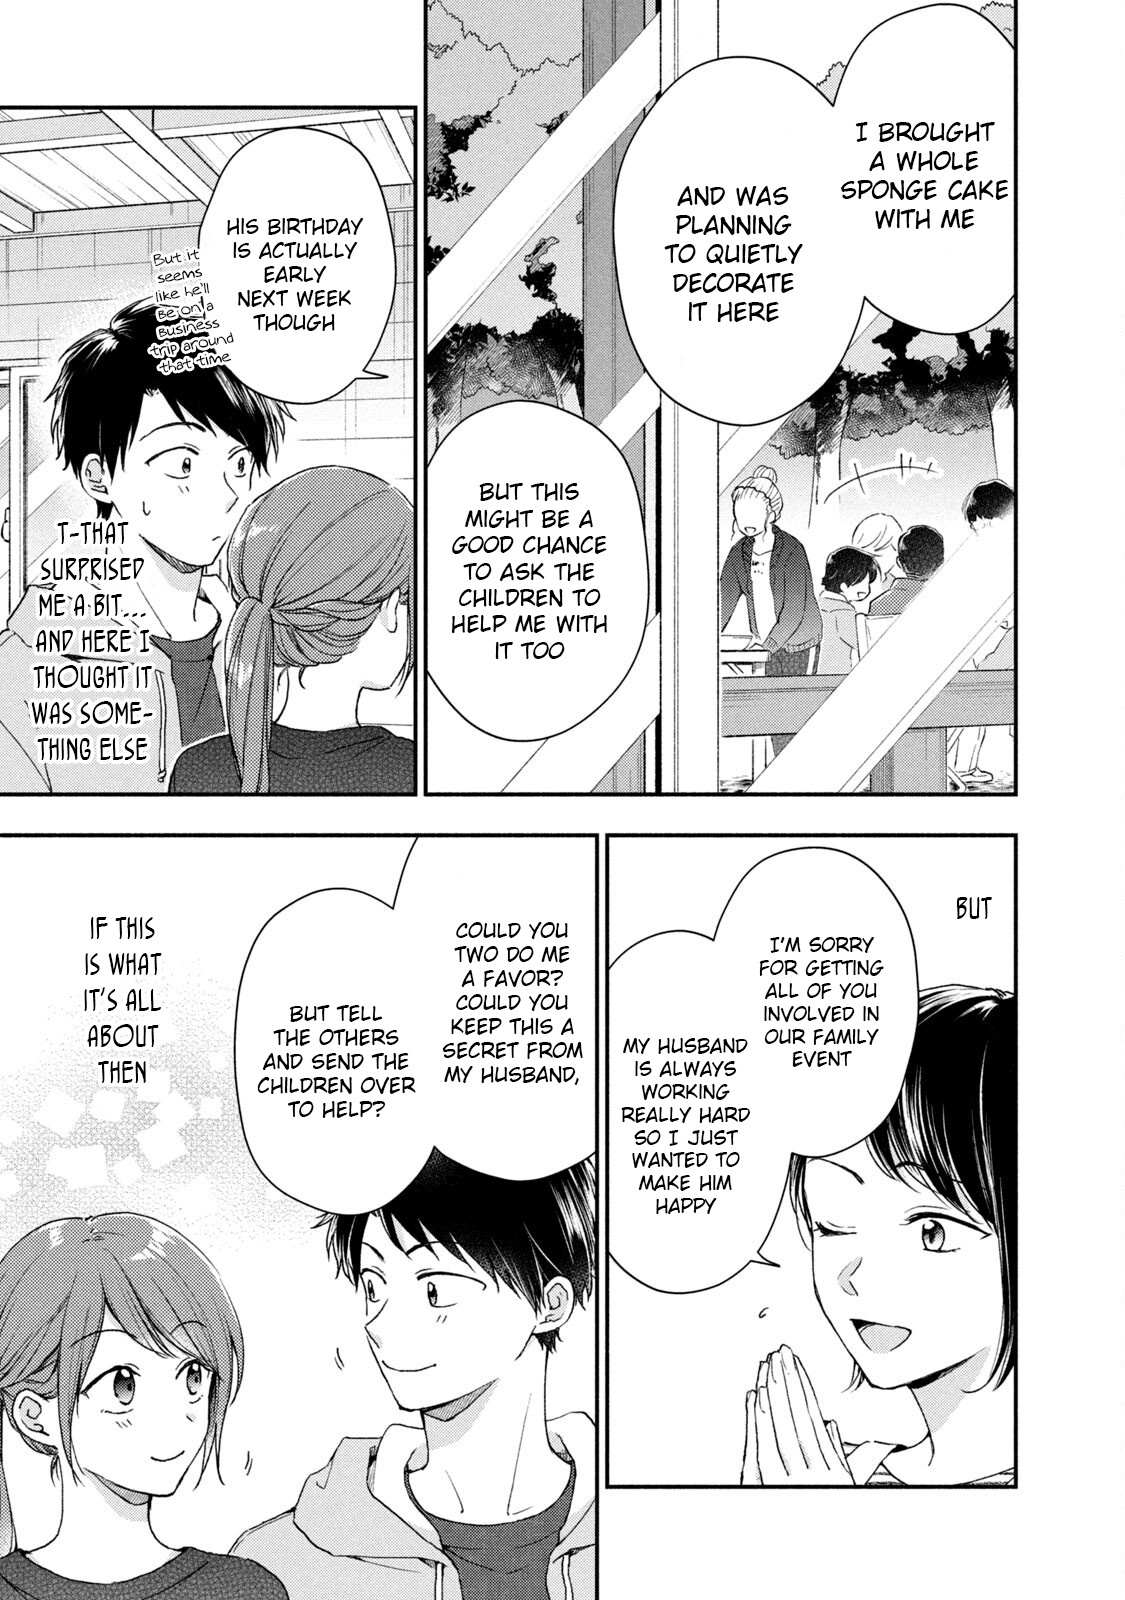 I BROUGHT
A WHOLE
SPONGE CAKE
WITH ME
AND WAS
PLANNING
TO QUIETLY
DECORATE
IT HERE
BUT THIS
MIGHT BE A
GOOD CHANCE
TO ASK THE
CHILDREN TO
HELP ME WITH
IT TOO
HIS BIRTHDAY
IS ACTUALLY
EARLY
NEXT WEEK
THOUGH
But it
seems
like he'll
Be on a
Business
trip around
that time
T-THAT
SURPRISED
ME A BIT...
AND HERE I
THOUGHT IT
WAS SOME-
THING ELSE
BUT
I'M SORRY
FOR GETTING
ALL OF YOU
INVOLVED IN
OUR FAMILY
EVENT
MY HUSBAND
IS ALWAYS
WORKING
REALLY HARD
SO I JUST
WANTED TO
MAKE HIM
HAPPY
COULD YOU
TWO DO ME
A FAVOR?
COULD YOU
KEEP THIS A
SECRET FROM
MY HUSBAND,
BUT TELL
THE OTHERS
AND SEND THE
CHILDREN OVER
TO HELP?
IF THIS
IS WHAT
IT'S ALL
ABOUT
THEN